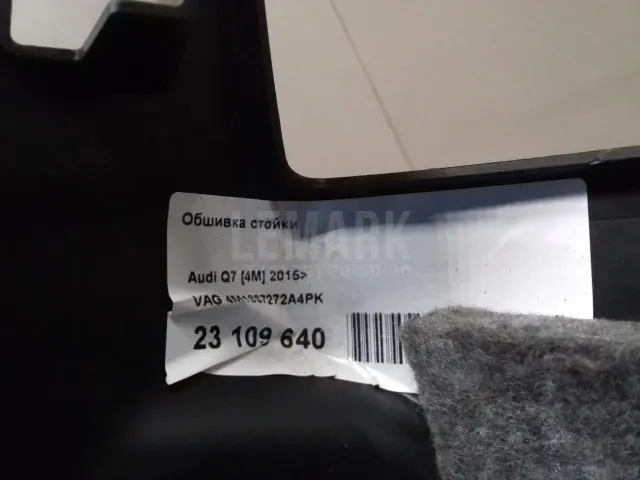 Обшивка стойки
LEMARK
Audi Q7 [4M] 2015>
VAG
23 109 640